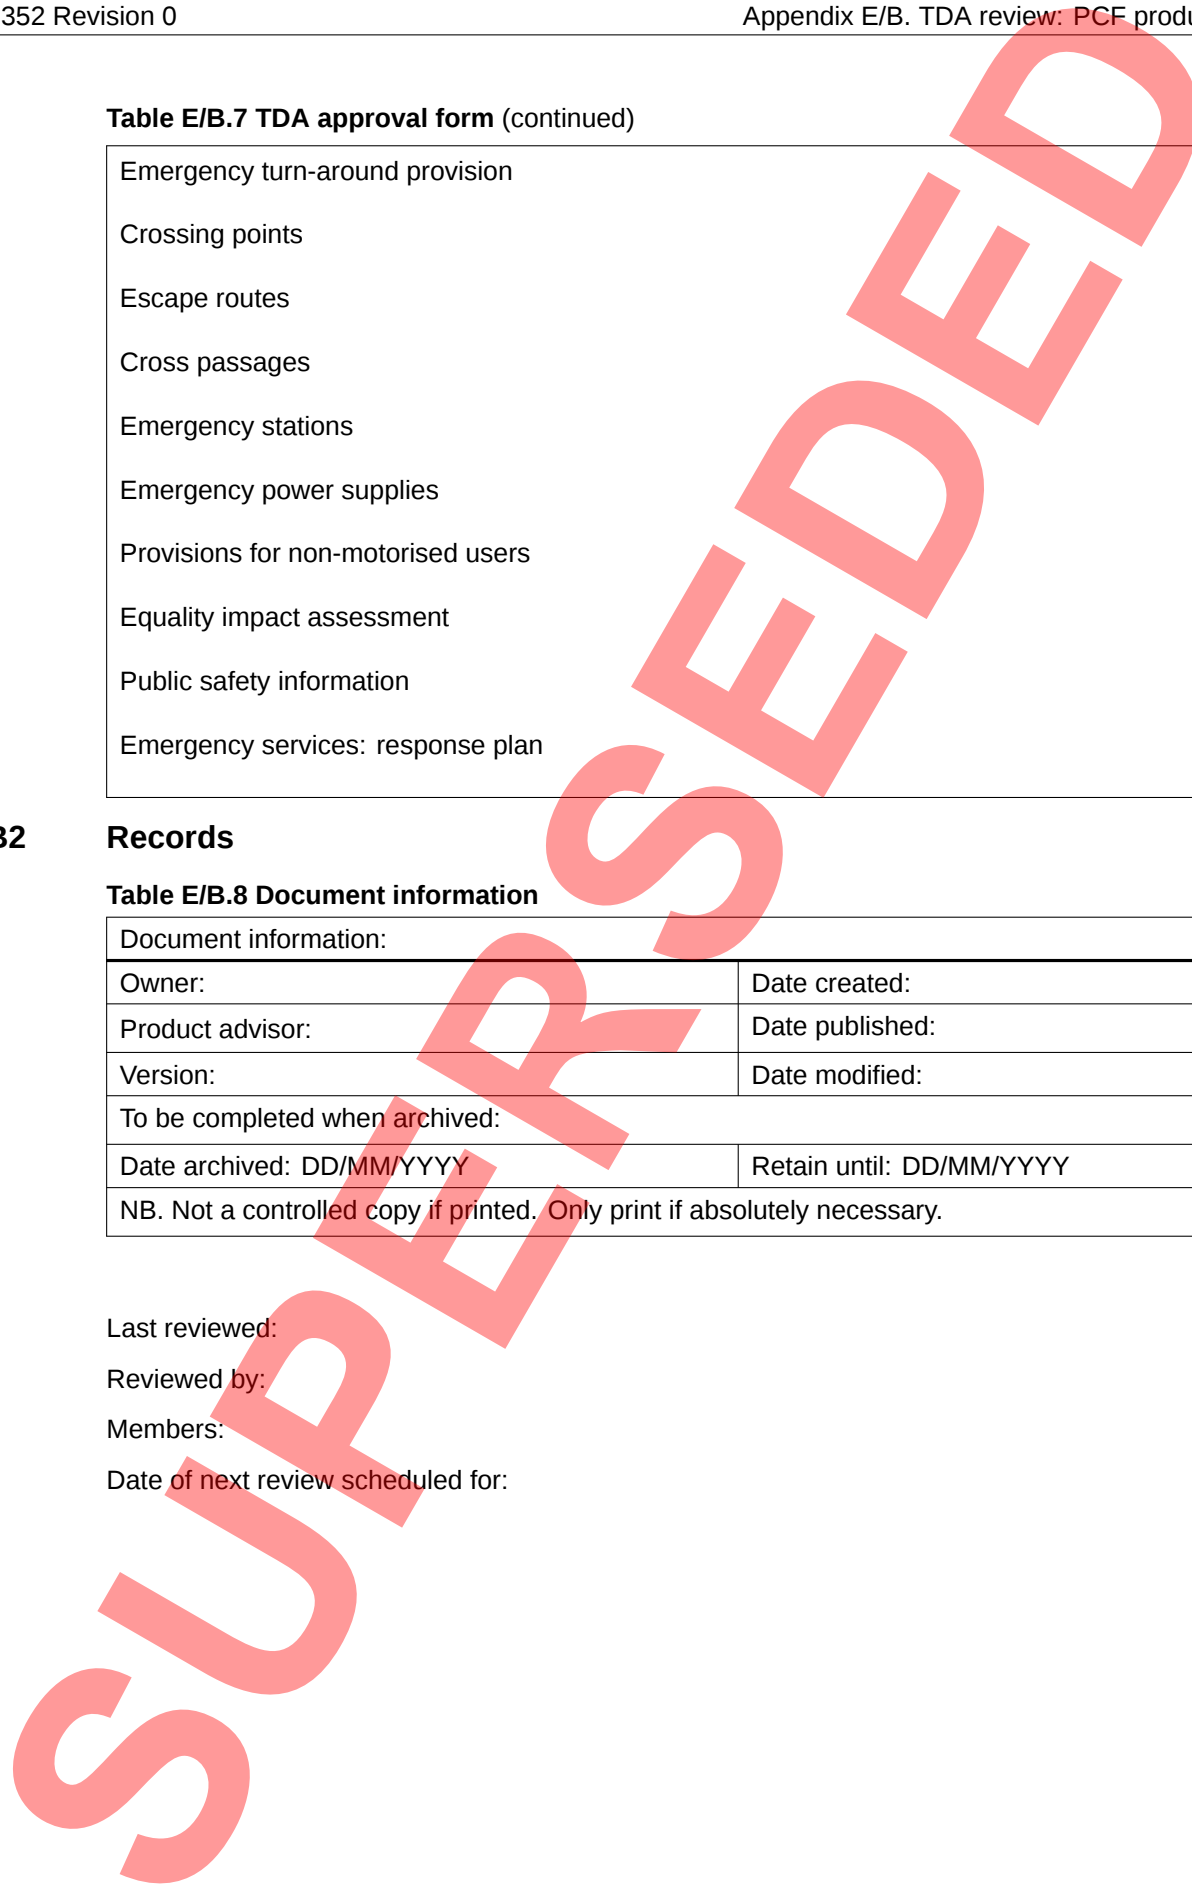 352 Revision 0
Appendix E/B. TDA review: PCF
Table E/B.7 TDA approval form (continued)
Emergency turn-around provision
Crossing points
Escape routes
Cross passages
Emergency stations
Emergency power supplies
Provisions for non-motorised users
Equality impact assessment
Public safety information
Emergency services: response plan
Records
Table E/B.8 Document information
Document information:
Owner:
Date created:
Product advisor:
Date published:
Version:
Date modified:
To be completed when archived:
Date archived: DD/MM/YYYY
Retain until: DD/MM/YYYY
NB. Not a controlled copy if printed. Only print if absolutely necessary.
Last reviewed:
Reviewed by:
Members:
Date of next review scheduled for:
SUPERSEDED